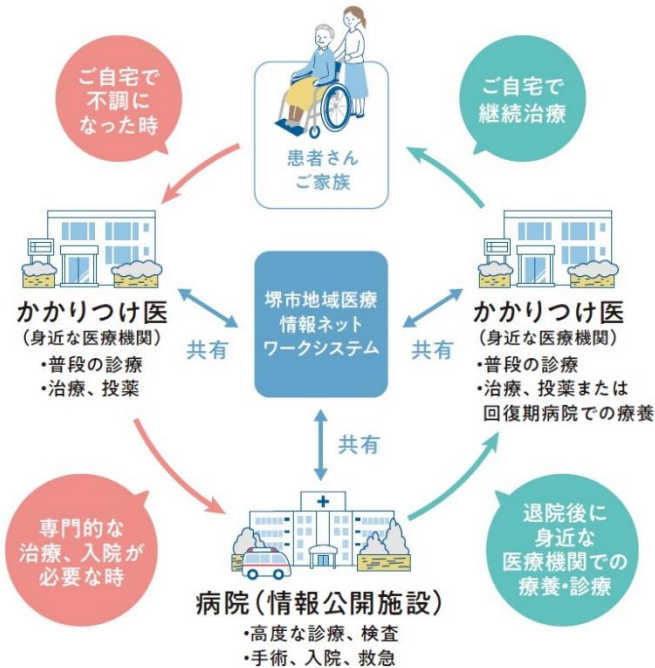 ご自宅で
不調に
なった時
患者さん
ご家族
ご自宅で
継続治療
かかりつけ医
(身近な医療機関)
・普段の診療
・治療、投薬
共有
堺市地域医療
情報ネット
ワークシステム
共有
かかりつけ医
(身近な医療機関)
・普段の診療
・治療、投薬または
回復期病院での療養
共有
専門的な
治療、入院が
必要な時
退院後に
身近な
医療機関での
療養・診療
病院(情報公開施設)
・高度な診療、検査
・手術、入院、救急